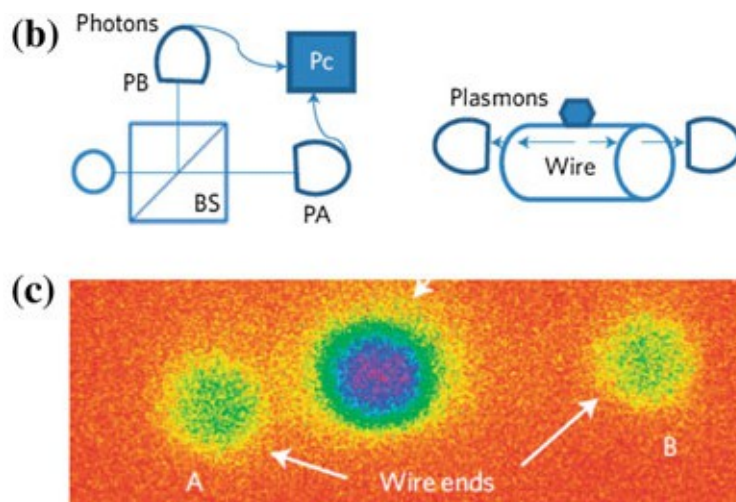 (b)
Photons
PB
Pc
BS
PA
Plasmons
Wire
(c)
A
Wire ends
B